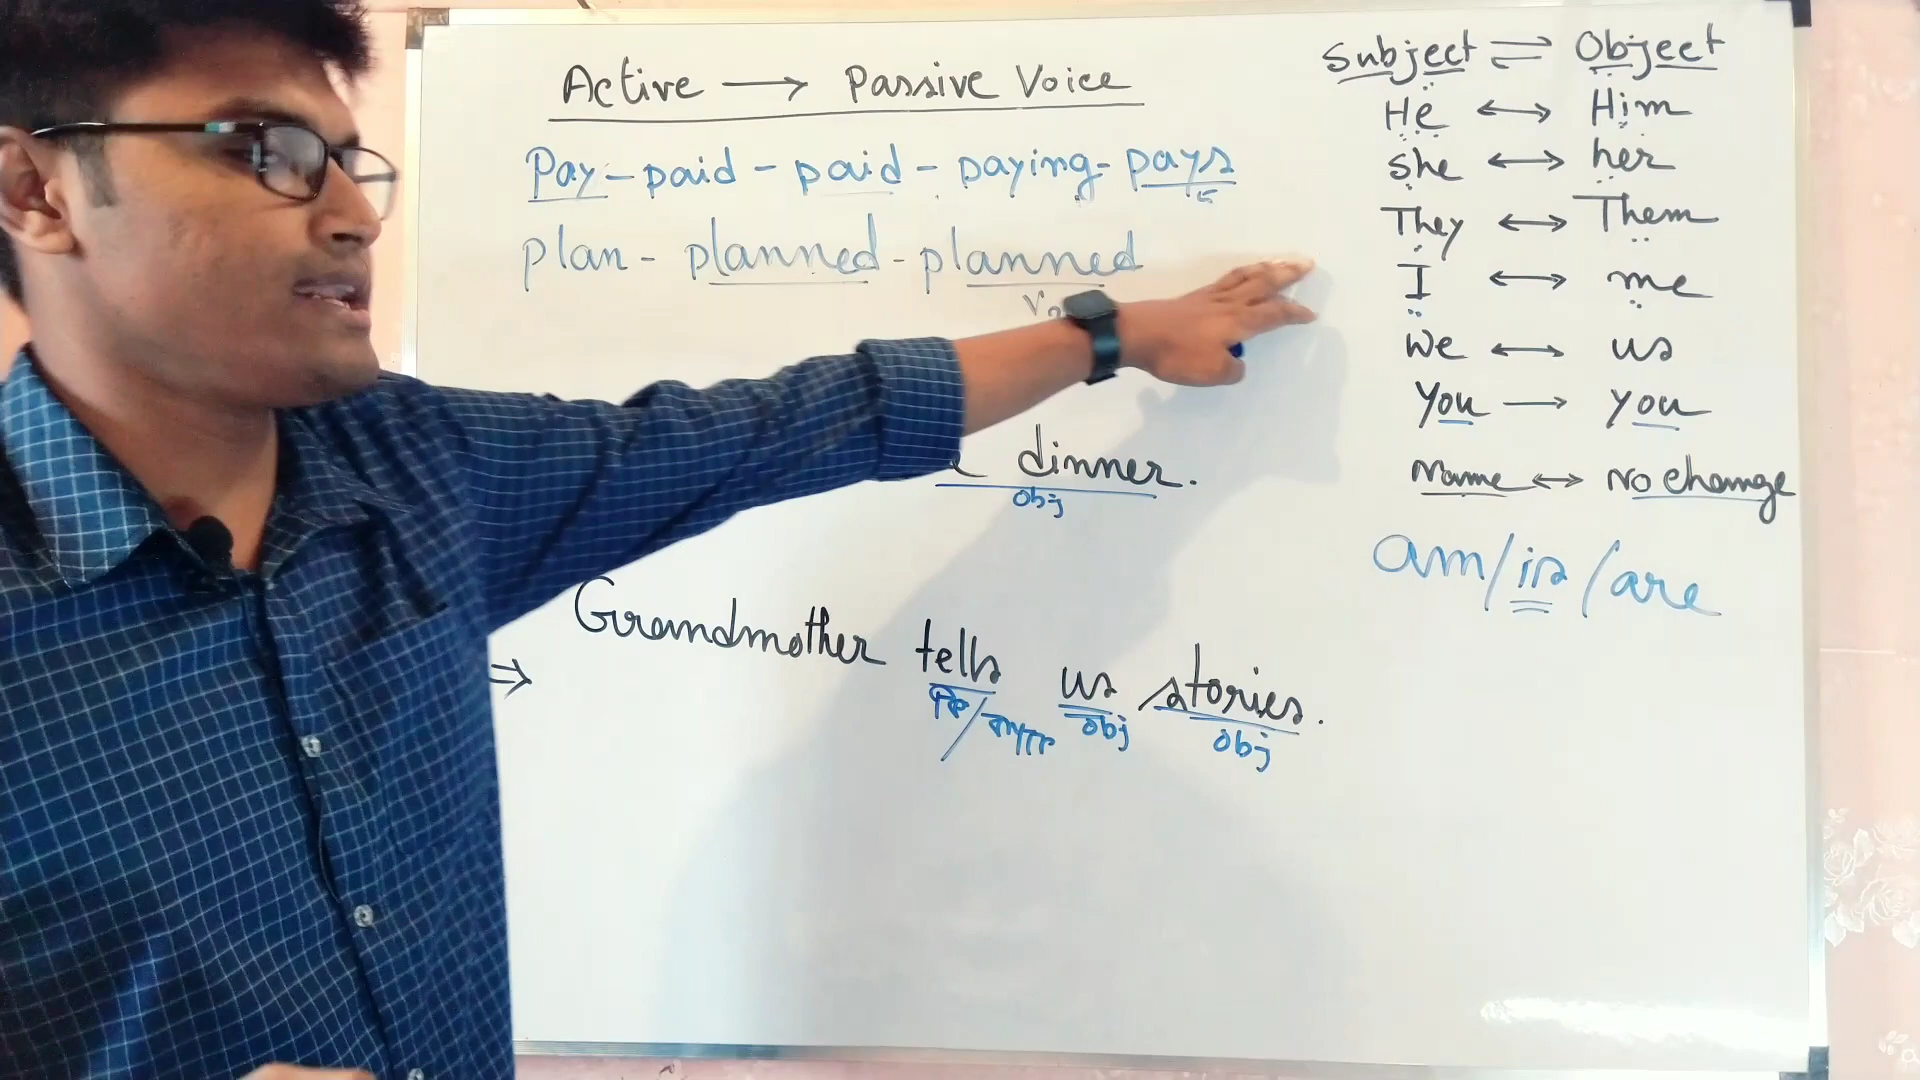 Active → Passive Voice
Pay - paid - paid - paying - pays
plan - planned - planned
dinner.
obj
⇒ Grandmother tells us stories.
obj obj
Subject ⇌ Object
He ↔ Him
She ↔ her
They ↔ Them
I ↔ me
We ↔ us
You → you
Name ↔ No change
am/is/are